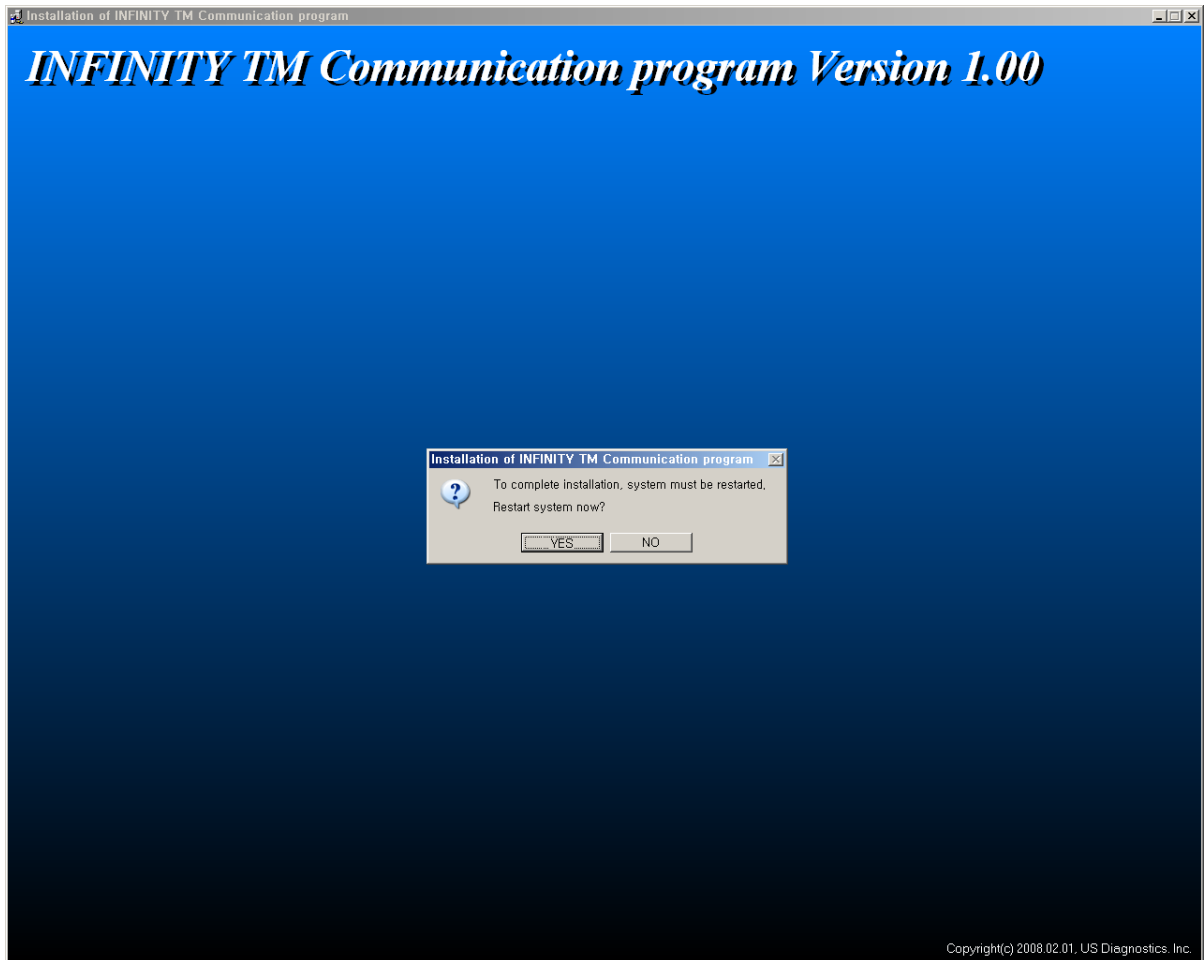 Installation of INFINITY TM Communication program
INFINITY TM Communication program Version 1.00
Installation of INFINITY TM Communication program
To complete installation, system must be restarted,
Restart system now?
YES
NO
Copyright(c) 2008.02.01, US Diagnostics. Inc.